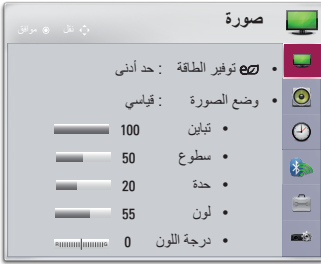 صورة
نقل موافق
توفير الطاقة : حد أدنى
وضع الصورة : قياسي
تباين 100
سطوع 50
حدة 20
لون 55
درجة اللون 0